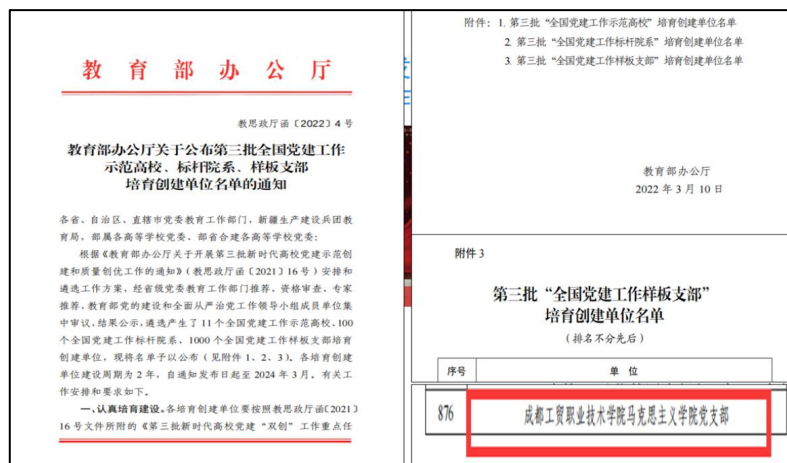 教育部办公厅
教思政厅函〔2022〕4号
教育部办公厅关于公布第三批全国党建工作
示范高校、标杆院系、样板支部
培育创建单位名单的通知
各省、自治区、直辖市党委教育工作部门，新疆生产建设兵团教
育局，部属各高等学校党委、部省合建各高等学校党委：
根据《教育部办公厅关于开展第三批新时代高校党建示范创
建和质量创优工作的通知》（教思政厅函〔2021〕16号）安排和
遴选工作方案，经省级党委教育工作部门推荐、资格审查、专家
推荐、教育部党的建设和全面从严治党工作领导小组成员单位集
中审议、结果公示，遴选产生了11个全国党建工作示范高校、100
个全国党建工作标杆院系、1000个全国党建工作样板支部培育
创建单位，现将名单予以公布（见附件1、2、3）。各培育创建
单位建设周期为2年，自通知发布日起至2024年3月。有关工
作安排和要求如下。
一、认真培育建设。各培育创建单位要按照教思政厅函〔2021〕
16号文件所附的《第三批新时代高校党建“双创”工作重点任
附件：1. 第三批“全国党建工作示范高校”培育创建单位名单
2. 第三批“全国党建工作标杆院系”培育创建单位名单
3. 第三批“全国党建工作样板支部”培育创建单位名单
教育部办公厅
2022年3月10日
附件3
第三批“全国党建工作样板支部”
培育创建单位名单
（排名不分先后）
序号 单位
876 成都工贸职业技术学院马克思主义学院党支部